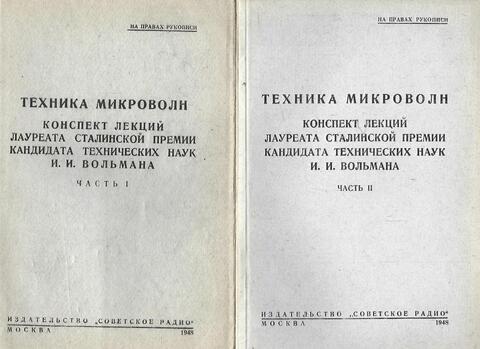 НА ПРАВАХ РУКОПИСИ
ТЕХНИКА МИКРОВОЛН
КОНСПЕКТ ЛЕКЦИЙ
ЛАУРЕАТА СТАЛИНСКОЙ ПРЕМИИ
КАНДИДАТА ТЕХНИЧЕСКИХ НАУК
И. И. ВОЛЬМАНА
ЧАСТЬ I
ИЗДАТЕЛЬСТВО „СОВЕТСКОЕ РАДИО“
МОСКВА 1948
НА ПРАВАХ РУКОПИСИ
ТЕХНИКА МИКРОВОЛН
КОНСПЕКТ ЛЕКЦИЙ
ЛАУРЕАТА СТАЛИНСКОЙ ПРЕМИИ
КАНДИДАТА ТЕХНИЧЕСКИХ НАУК
И. И. ВОЛЬМАНА
ЧАСТЬ II
ИЗДАТЕЛЬСТВО „СОВЕТСКОЕ РАДИО“
МОСКВА 1948